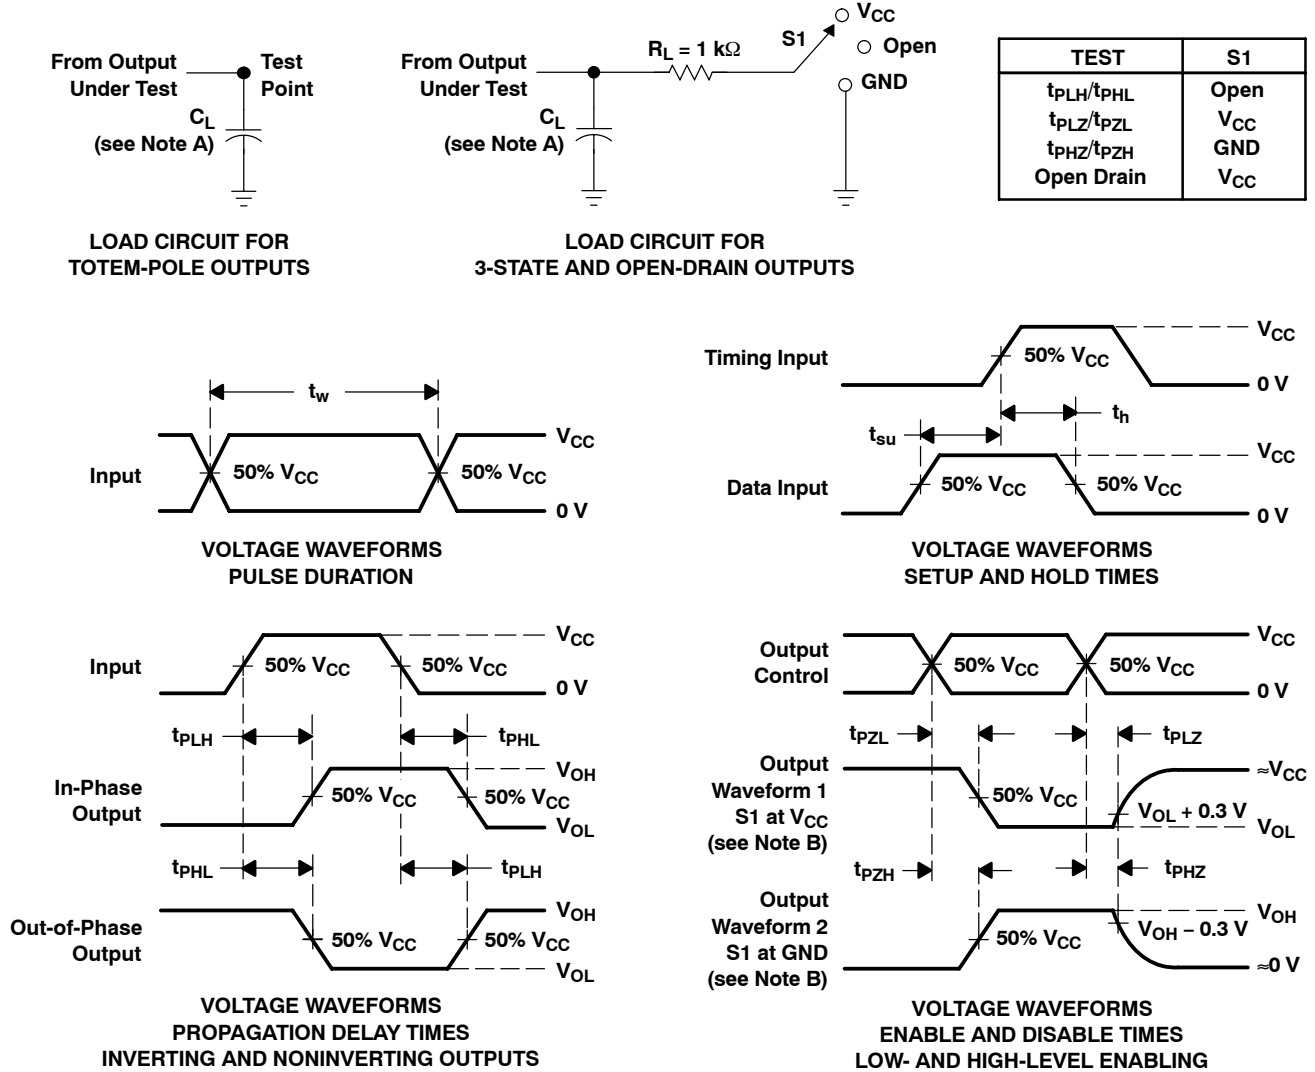 From Output
Under Test
Test
Point
CL
(see Note A)
LOAD CIRCUIT FOR
TOTEM-POLE OUTPUTS
From Output
Under Test
RL = 1 kΩ
S1
VCC
Open
GND
CL
(see Note A)
LOAD CIRCUIT FOR
3-STATE AND OPEN-DRAIN OUTPUTS
TEST S1
tPLH/tPHL Open
tPLZ/tPZL VCC
tPHZ/tPZH GND
Open Drain VCC
tw
Input
50% VCC
50% VCC
VCC
0 V
VOLTAGE WAVEFORMS
PULSE DURATION
Timing Input
50% VCC
VCC
0 V
th
tsu
Data Input
50% VCC
50% VCC
VCC
0 V
VOLTAGE WAVEFORMS
SETUP AND HOLD TIMES
Input
50% VCC
50% VCC
VCC
0 V
tPLH
tPHL
In-Phase
Output
50% VCC
50% VCC
VOH
VOL
tPHL
tPLH
Out-of-Phase
Output
50% VCC
50% VCC
VOH
VOL
VOLTAGE WAVEFORMS
PROPAGATION DELAY TIMES
INVERTING AND NONINVERTING OUTPUTS
Output
Control
50% VCC
50% VCC
VCC
0 V
tPZL
tPLZ
Output
Waveform 1
S1 at VCC
(see Note B)
50% VCC
VOL + 0.3 V
≈VCC
VOL
tPZH
tPHZ
Output
Waveform 2
S1 at GND
(see Note B)
50% VCC
VOH − 0.3 V
VOH
≈0 V
VOLTAGE WAVEFORMS
ENABLE AND DISABLE TIMES
LOW- AND HIGH-LEVEL ENABLING